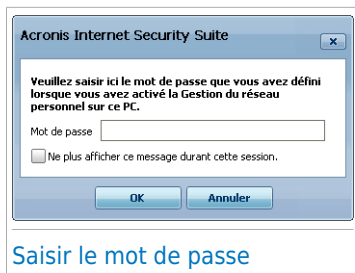 Acronis Internet Security Suite
Veuillez saisir ici le mot de passe que vous avez défini
lorsque vous avez activé la Gestion du réseau
personnel sur ce PC.
Mot de passe
Ne plus afficher ce message durant cette session.
OK Annuler
Saisir le mot de passe